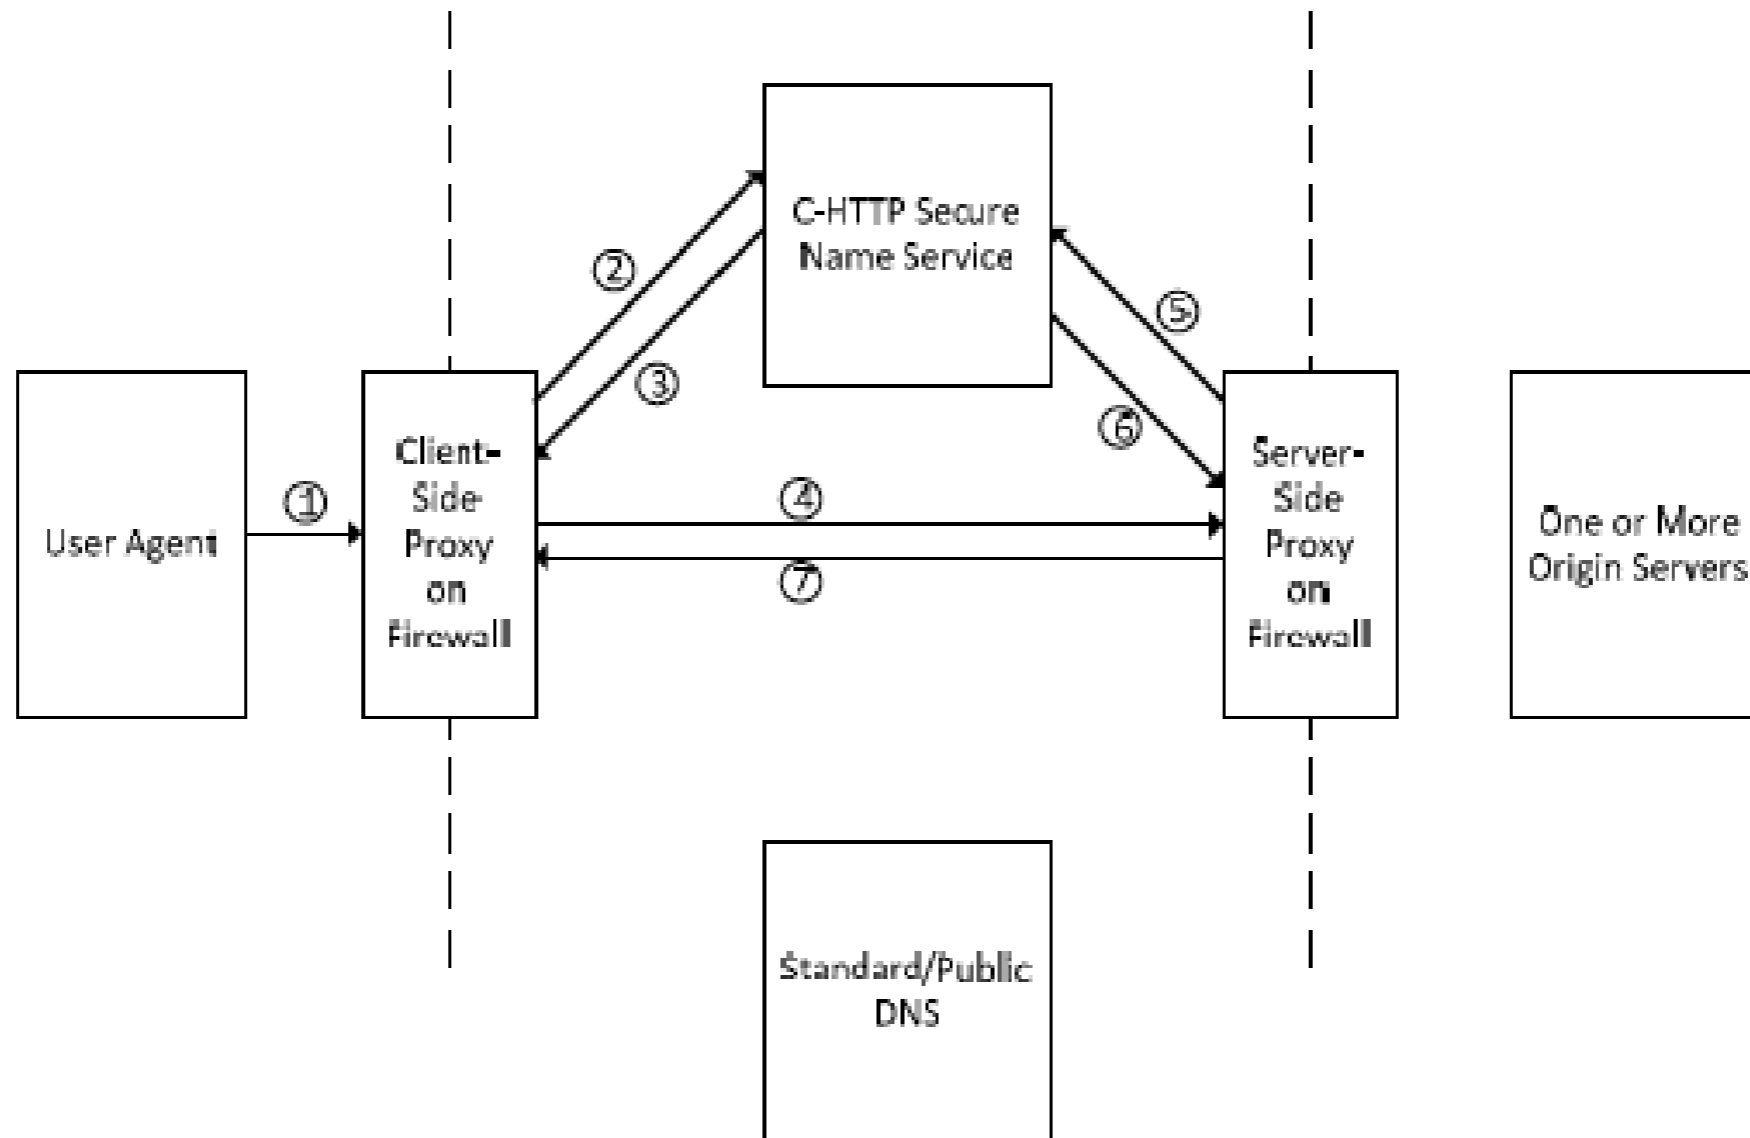 C-HTTP Secure
Name Service
②
⑤
③
⑥
User Agent
①
Client-
Side
Proxy
on
Firewall
④
⑦
Server-
Side
Proxy
on
Firewall
One or More
Origin Servers
Standard/Public
DNS